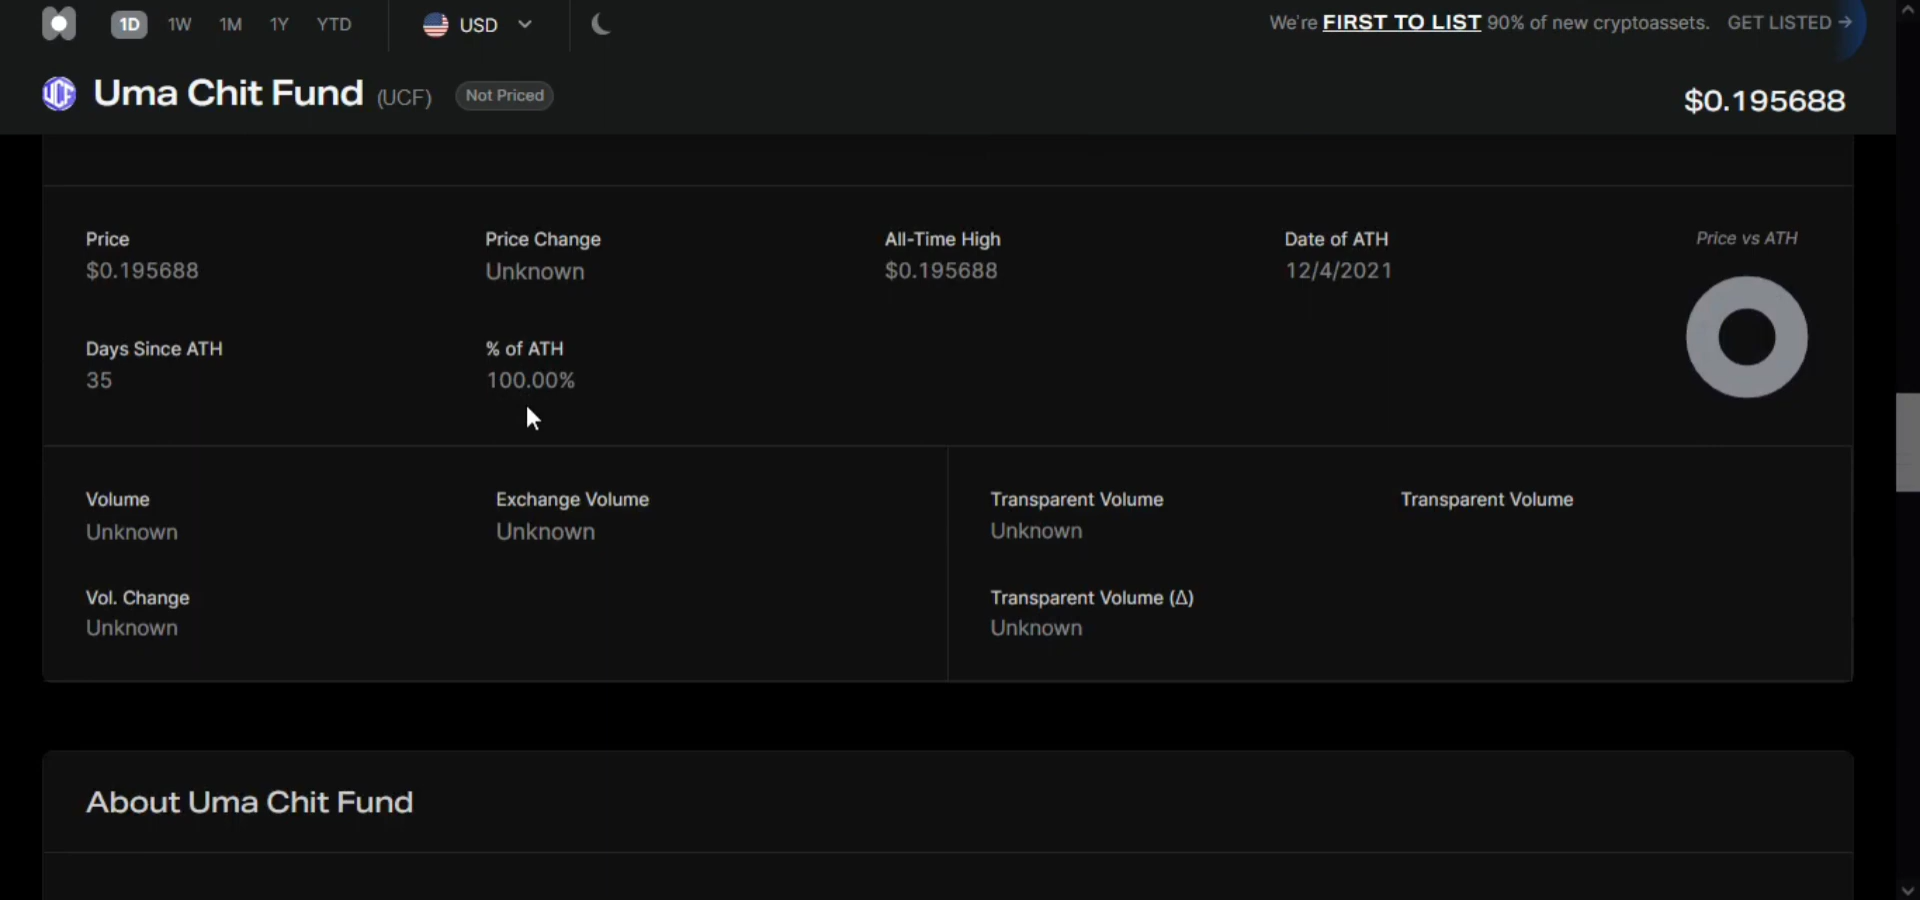 1D 1W 1M 1Y YTD USD We're FIRST TO LIST 90% of new cryptoassets. GET LISTED →
UCF Uma Chit Fund (UCF) Not Priced $0.195688
Price Price Change All-Time High Date of ATH Price vs ATH
$0.195688 Unknown $0.195688 12/4/2021
Days Since ATH % of ATH
35 100.00%
Volume Exchange Volume Transparent Volume Transparent Volume
Unknown Unknown Unknown
Vol. Change Transparent Volume (Δ)
Unknown Unknown
About Uma Chit Fund